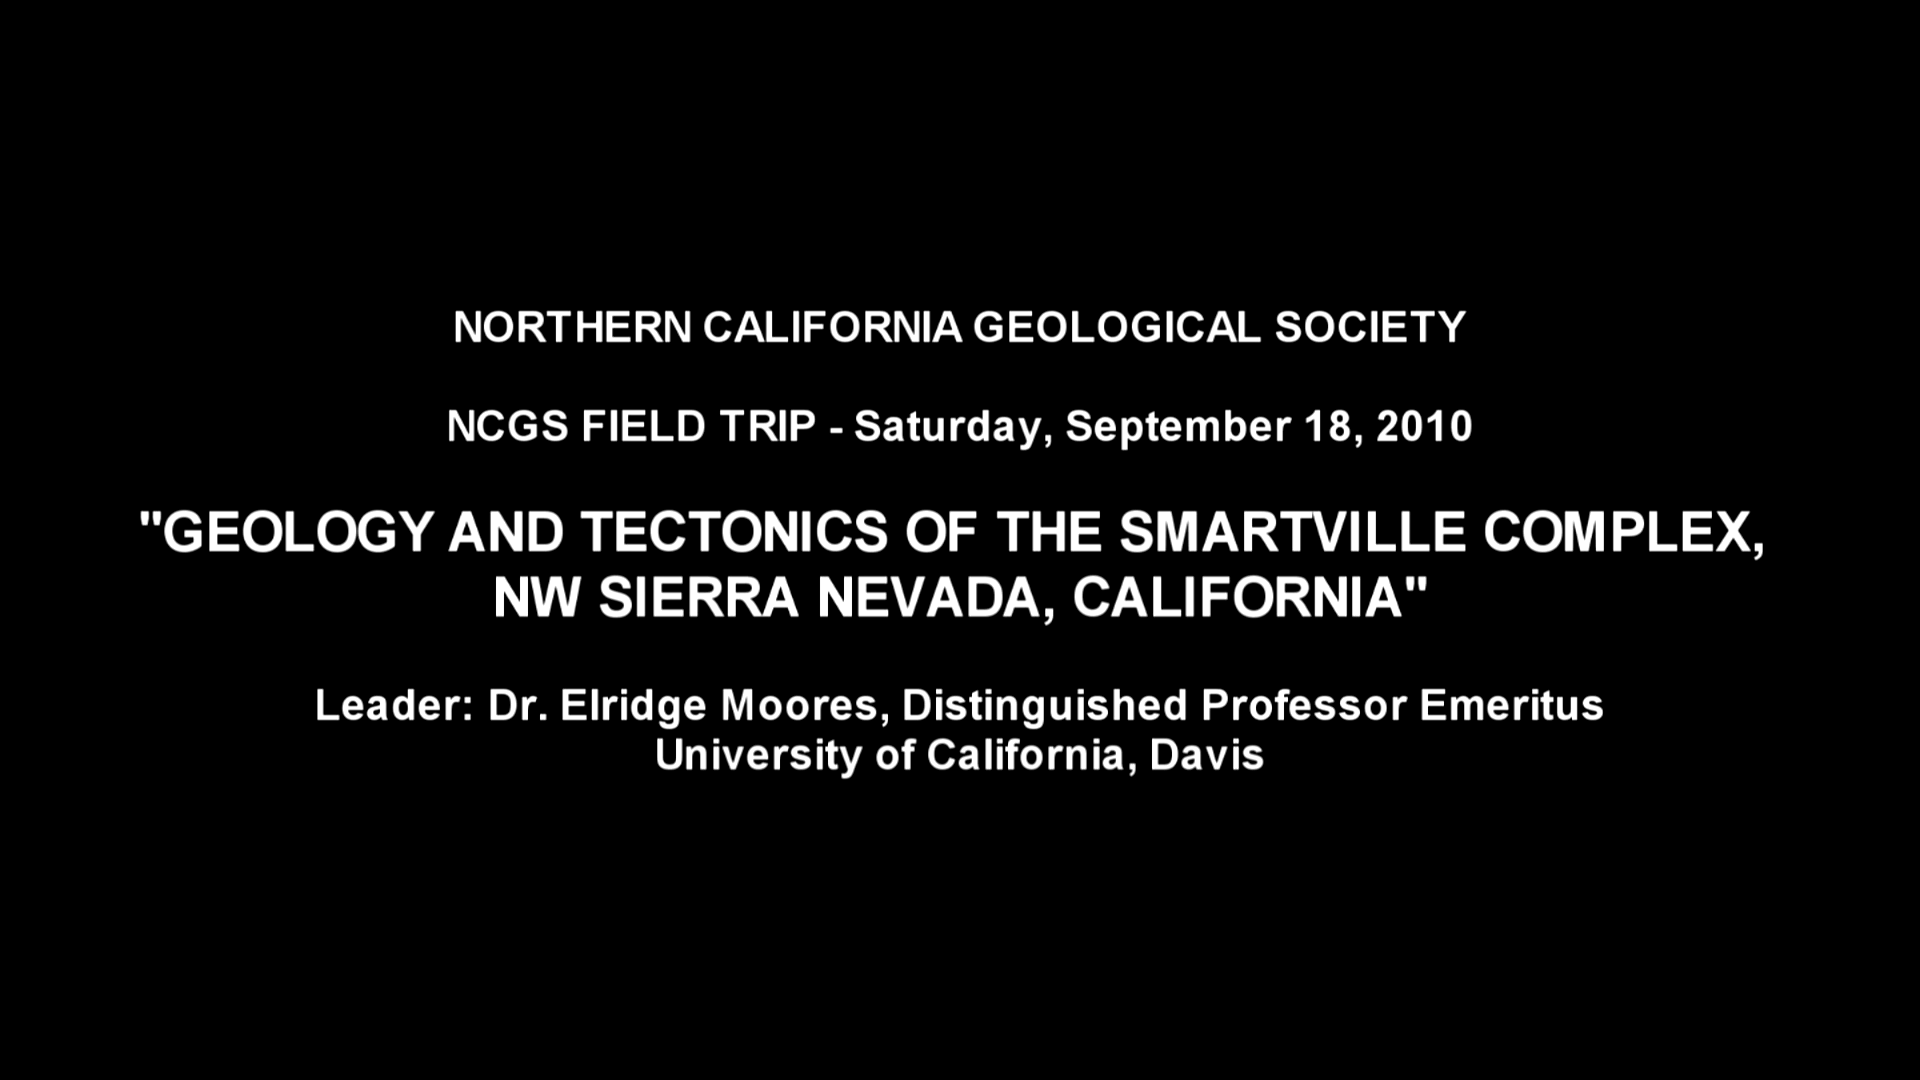 NORTHERN CALIFORNIA GEOLOGICAL SOCIETY
NCGS FIELD TRIP - Saturday, September 18, 2010
"GEOLOGY AND TECTONICS OF THE SMARTVILLE COMPLEX,
NW SIERRA NEVADA, CALIFORNIA"
Leader: Dr. Elridge Moores, Distinguished Professor Emeritus
University of California, Davis